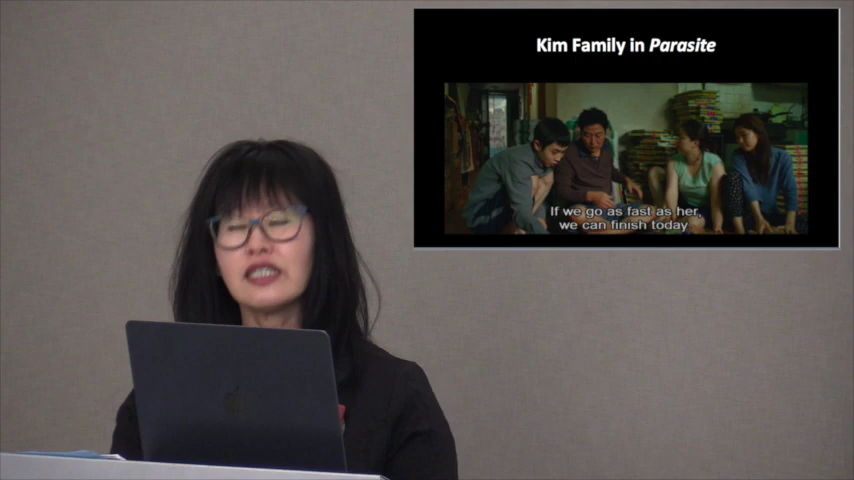 Kim Family in Parasite
If we go as fast as her,
we can finish today